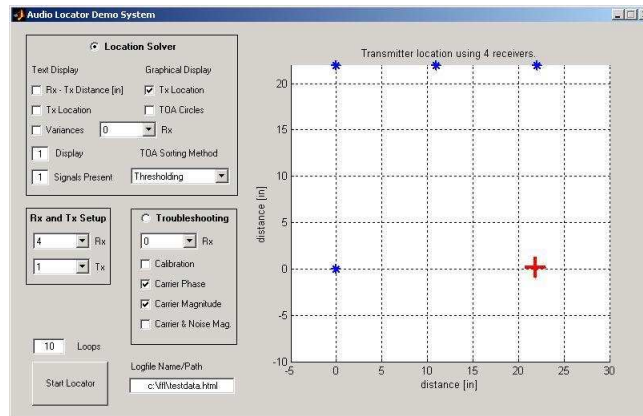 Audio Locator Demo System
Location Solver
Text Display Graphical Display
Rx - Tx Distance [in] Tx Location
Tx Location TOA Circles
Variances 0 Rx
1 Display TOA Sorting Method
1 Signals Present Thresholding
Rx and Tx Setup
4 Rx
1 Tx
Troubleshooting
0 Rx
Calibration
Carrier Phase
Carrier Magnitude
Carrier & Noise Mag.
10 Loops
Start Locator
Logfile Name/Path
c:\ffl\testdata.html
Transmitter location using 4 receivers.
distance [in]
20
15
10
5
0
-5
-10
-5 0 5 10 15 20 25 30
distance [in]